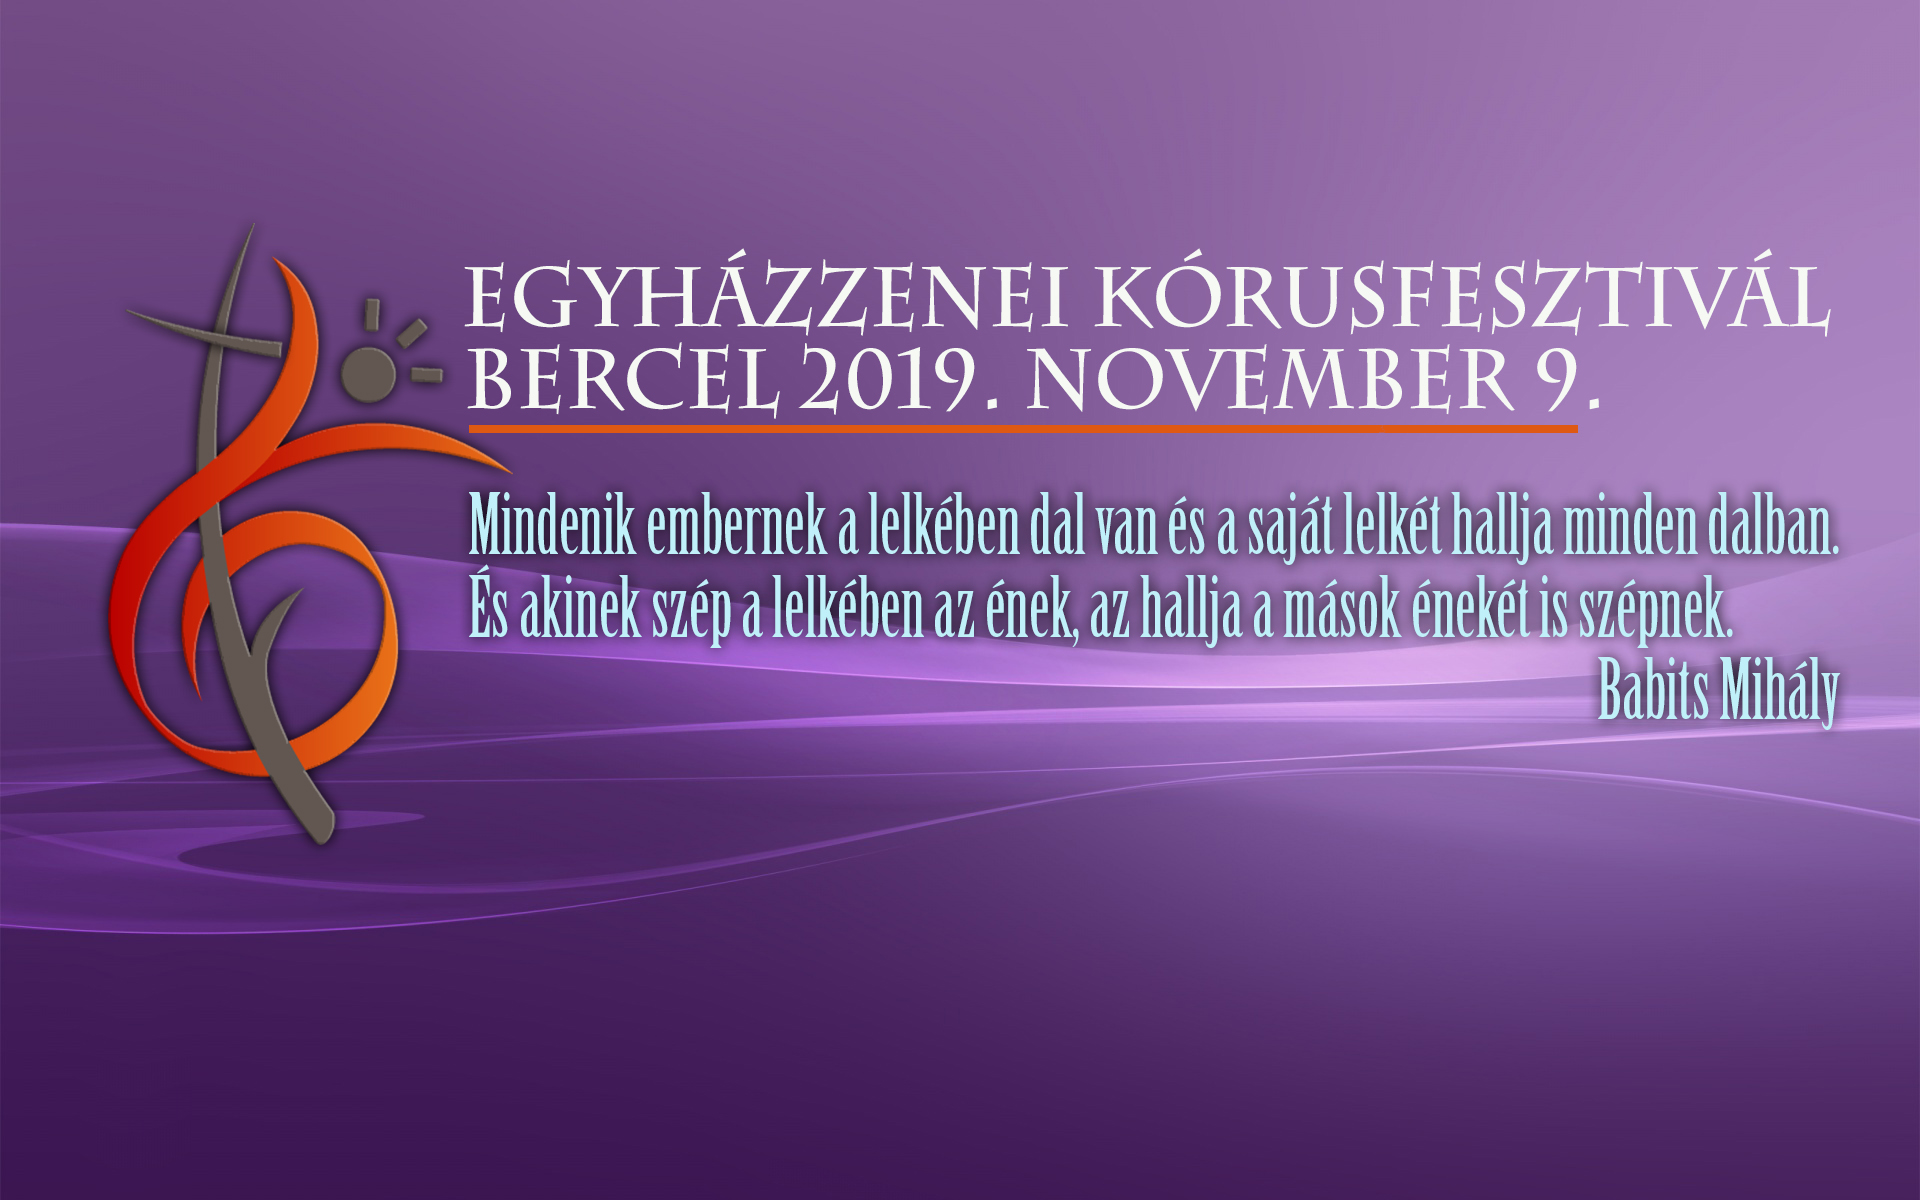 EGYHÁZZENEI KÓRUSFESZTIVÁL
BERCEL 2019. NOVEMBER 9.
Mindenik embernek a lelkében dal van és a saját lelkét hallja minden dalban.
És akinek szép a lelkében az ének, az hallja a mások énekét is szépnek.
Babits Mihály